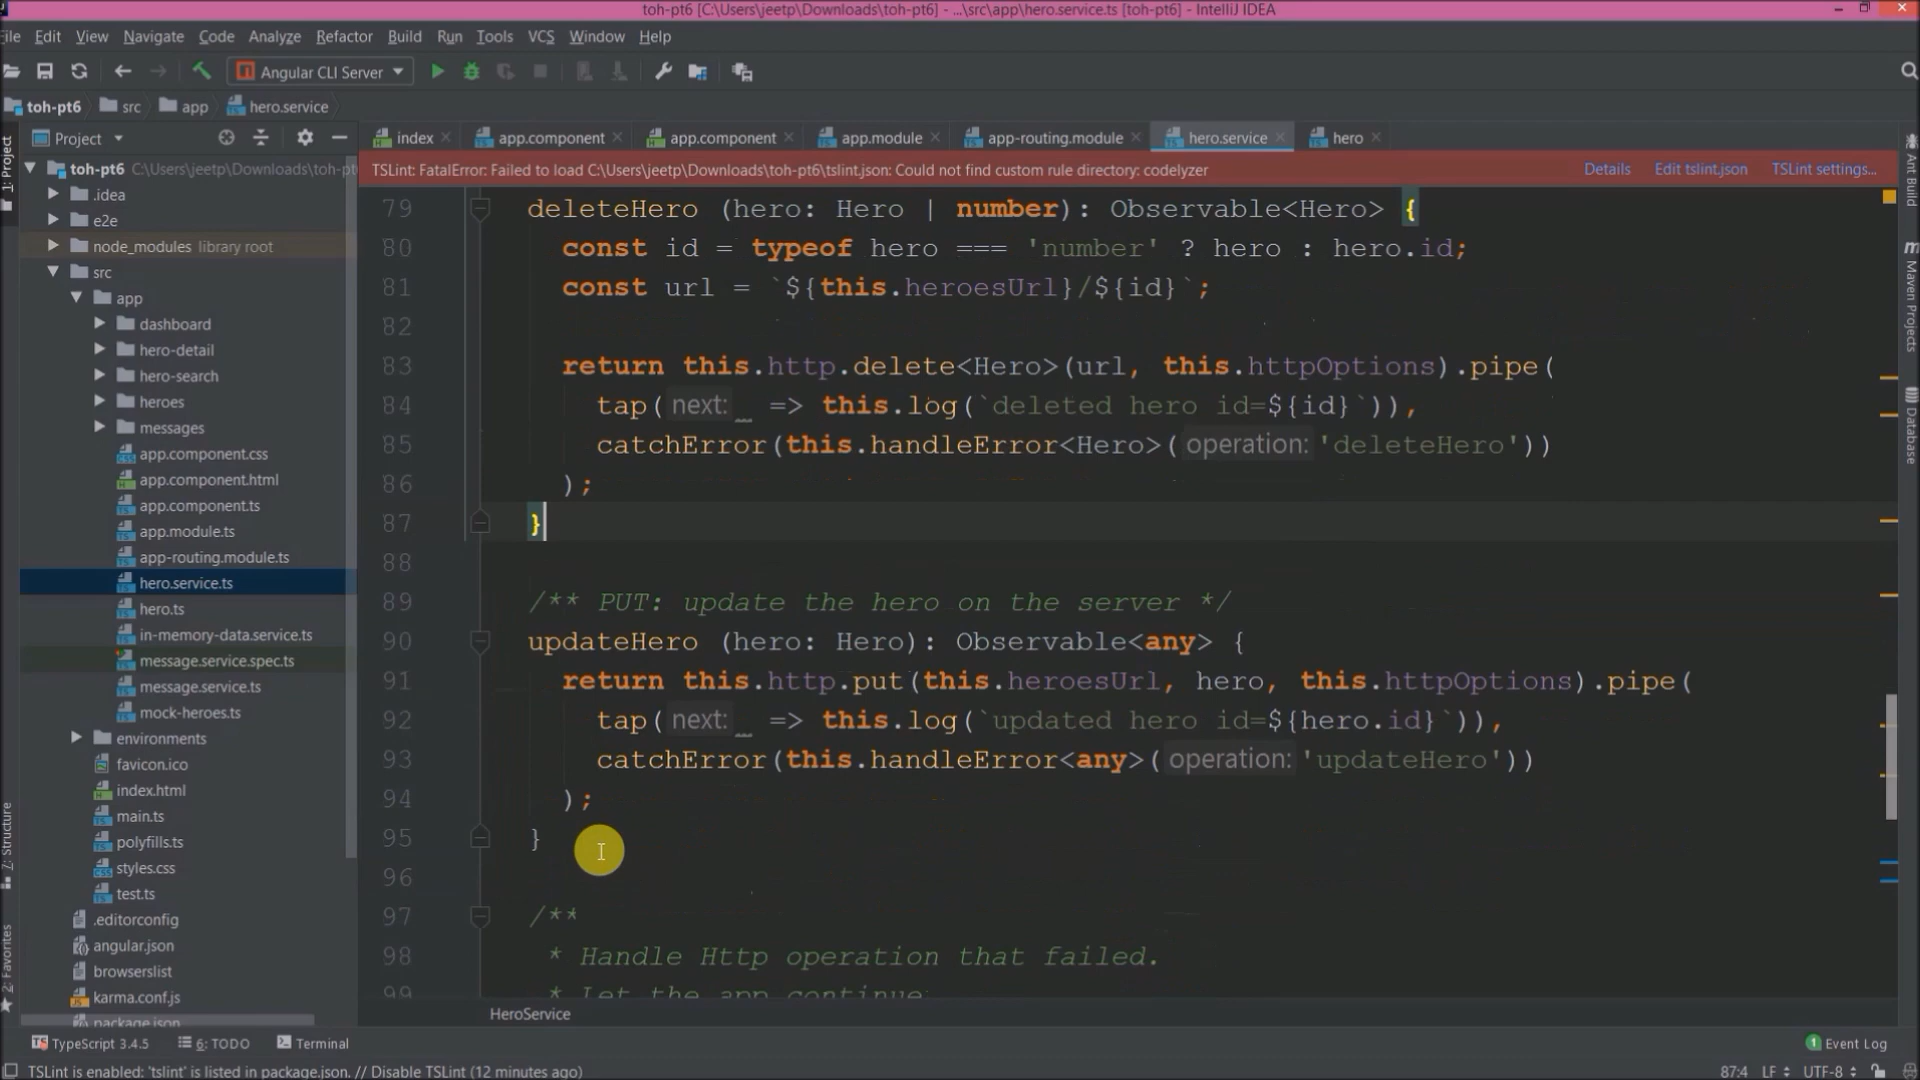 toh-pt6 [C:\Users\jeetp\Downloads\toh-pt6] - ...\src\app\hero.service.ts [toh-pt6] - IntelliJ IDEA
File Edit View Navigate Code Analyze Refactor Build Run Tools VCS Window Help
Angular CLI Server
toh-pt6 src app hero.service
Project
index app.component app.component app.module app-routing.module hero.service hero
TSLint: FatalError: Failed to load C:\Users\jeetp\Downloads\toh-pt6\tslint.json: Could not find custom rule directory: codelyzer
Details Edit tslint.json TSLint settings...
1: Project
7: Structure
2: Favorites
toh-pt6 C:\Users\jeetp\Downloads\toh-pt
.idea
e2e
node_modules library root
src
app
dashboard
hero-detail
hero-search
heroes
messages
app.component.css
app.component.html
app.component.ts
app.module.ts
app-routing.module.ts
hero.service.ts
hero.ts
in-memory-data.service.ts
message.service.spec.ts
message.service.ts
mock-heroes.ts
environments
favicon.ico
index.html
main.ts
polyfills.ts
styles.css
test.ts
.editorconfig
angular.json
browserslist
karma.conf.js
package.json
79 deleteHero (hero: Hero | number): Observable<Hero> {
80 const id = typeof hero === 'number' ? hero : hero.id;
81 const url = `${this.heroesUrl}/${id}`;
82
83 return this.http.delete<Hero>(url, this.httpOptions).pipe(
84 tap( next: _ => this.log(`deleted hero id=${id}`)),
85 catchError(this.handleError<Hero>( operation: 'deleteHero'))
86 );
87 }
88
89 /** PUT: update the hero on the server */
90 updateHero (hero: Hero): Observable<any> {
91 return this.http.put(this.heroesUrl, hero, this.httpOptions).pipe(
92 tap( next: _ => this.log(`updated hero id=${hero.id}`)),
93 catchError(this.handleError<any>( operation: 'updateHero'))
94 );
95 }
96
97 /**
98 * Handle Http operation that failed.
99 * Let the app continue.
HeroService
Ant Build
Maven Projects
Database
TypeScript 3.4.5 6: TODO Terminal
1 Event Log
TSLint is enabled: 'tslint' is listed in package.json. // Disable TSLint (12 minutes ago)
87:4 LF UTF-8